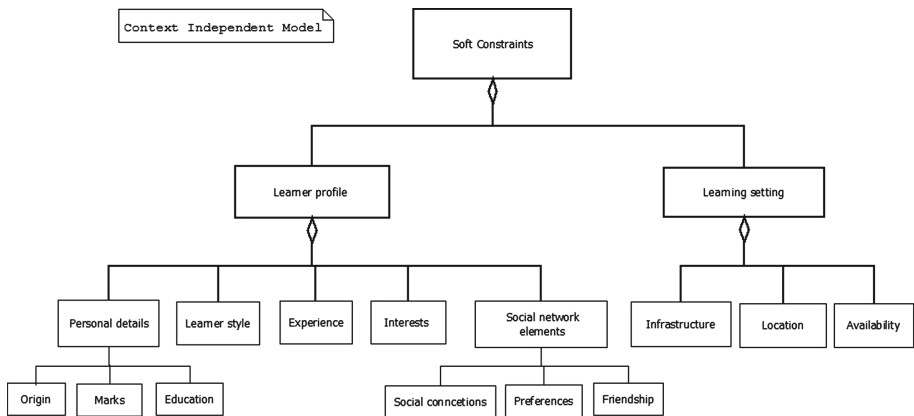 Context Independent Model
Soft Constraints
Learner profile
Learning setting
Personal details
Learner style
Experience
Interests
Social network
elements
Infrastructure
Location
Availability
Origin
Marks
Education
Social conncetions
Preferences
Friendship